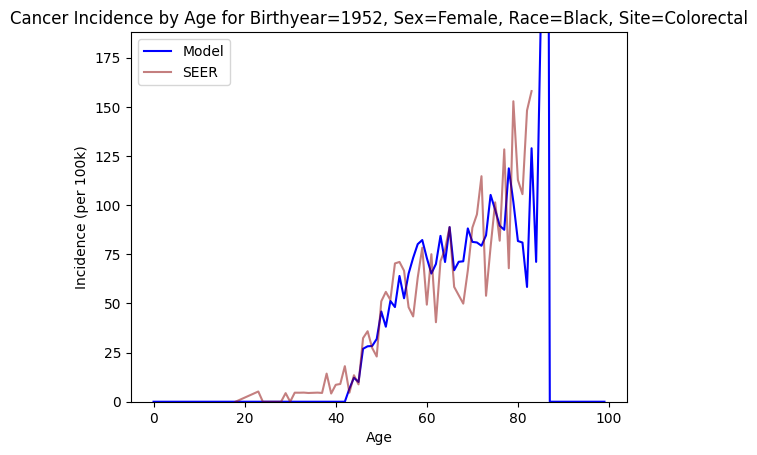 Cancer Incidence by Age for Birthyear=1952, Sex=Female, Race=Black, Site=Colorectal
Model
SEER
Incidence (per 100k)
175
150
125
100
75
50
25
0
0 20 40 60 80 100
Age